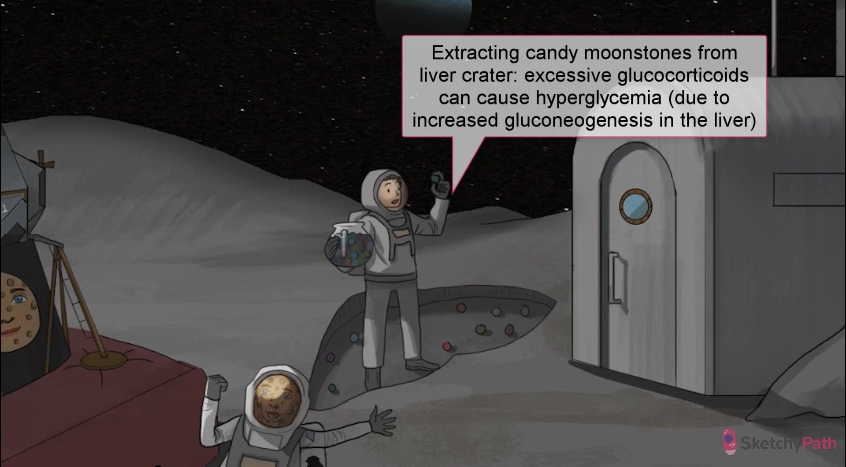 Extracting candy moonstones from
liver crater: excessive glucocorticoids
can cause hyperglycemia (due to
increased gluconeogenesis in the liver)
SketchyPath